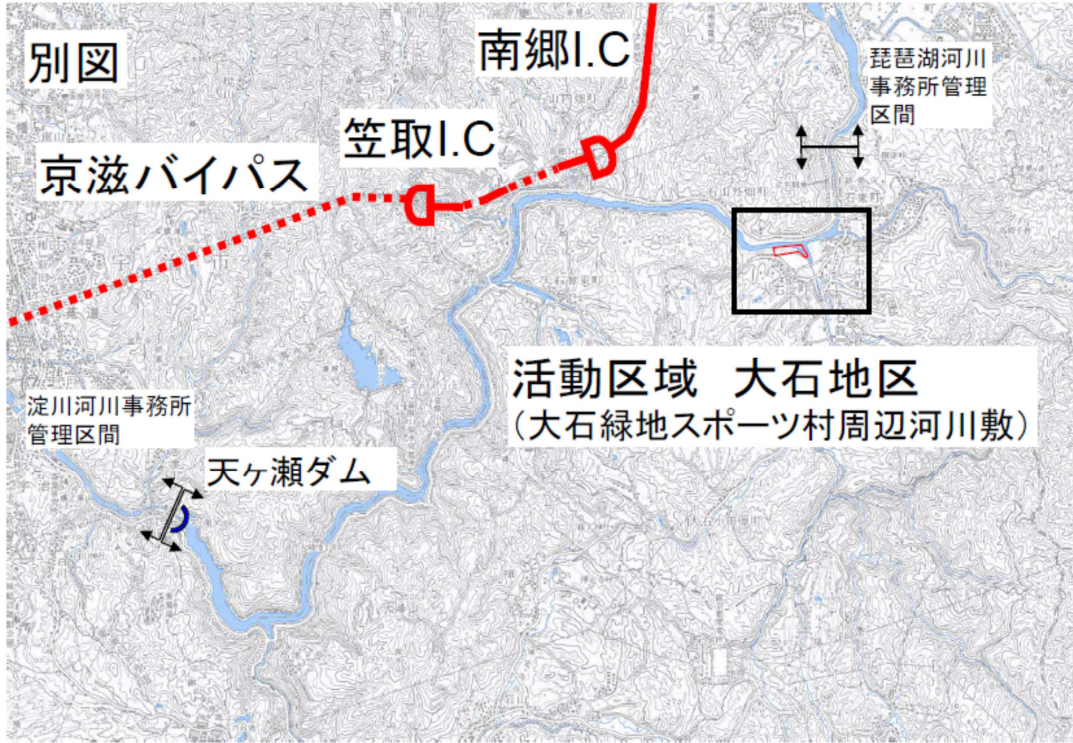 別図
南郷I.C
琵琶湖河川
事務所管理
区間
笠取I.C
京滋バイパス
活動区域 大石地区
(大石緑地スポーツ村周辺河川敷)
淀川河川事務所
管理区間
天ヶ瀬ダム